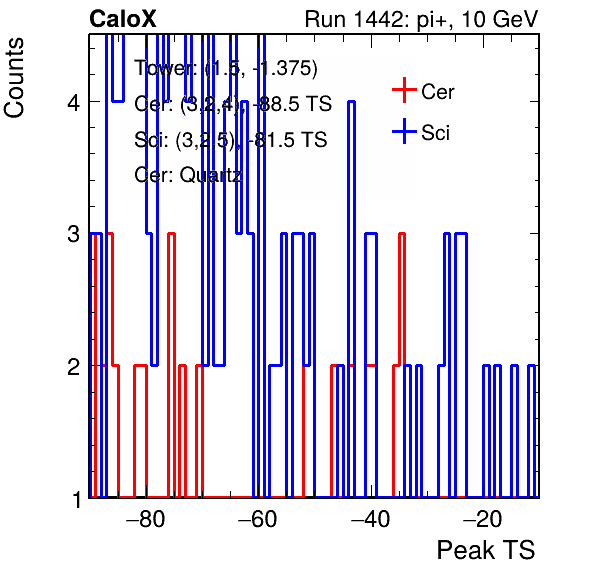 CaloX Run 1442: pi+, 10 GeV
Counts
Tower: (1.5, -1.375)
Cer: (3,2,4), -88.5 TS
Sci: (3,2,5), -81.5 TS
Cer: Quartz
Cer
Sci
4
3
2
1
−80 −60 −40 −20
Peak TS